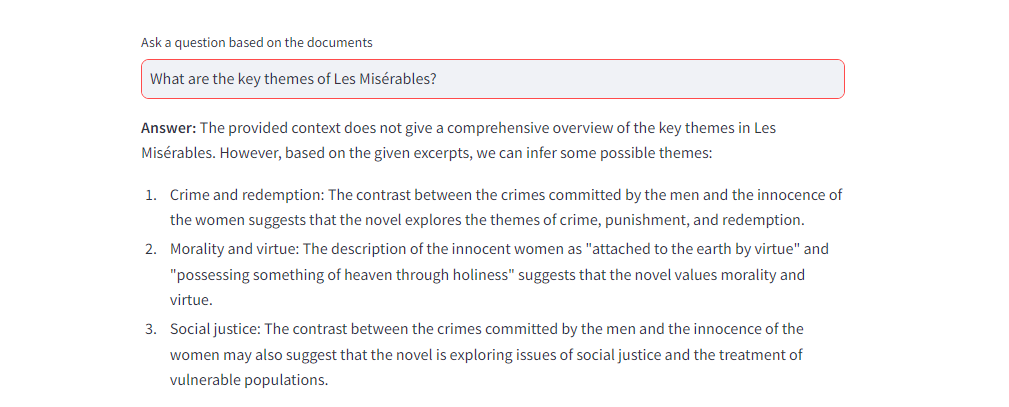 Ask a question based on the documents
What are the key themes of Les Misérables?
Answer: The provided context does not give a comprehensive overview of the key themes in Les
Misérables. However, based on the given excerpts, we can infer some possible themes:
1. Crime and redemption: The contrast between the crimes committed by the men and the innocence of
the women suggests that the novel explores the themes of crime, punishment, and redemption.
2. Morality and virtue: The description of the innocent women as "attached to the earth by virtue" and
"possessing something of heaven through holiness" suggests that the novel values morality and
virtue.
3. Social justice: The contrast between the crimes committed by the men and the innocence of the
women may also suggest that the novel is exploring issues of social justice and the treatment of
vulnerable populations.